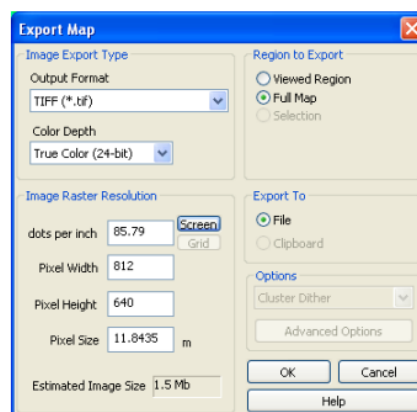 Export Map
Image Export Type
Output Format
TIFF (*.tif)
Color Depth
True Color (24-bit)
Region to Export
Viewed Region
Full Map
Selection
Image Raster Resolution
dots per inch 85.79 Screen
Grid
Pixel Width 812
Pixel Height 640
Pixel Size 11.8435 m
Estimated Image Size 1.5 Mb
Export To
File
Clipboard
Options
Cluster Dither
Advanced Options
OK Cancel
Help